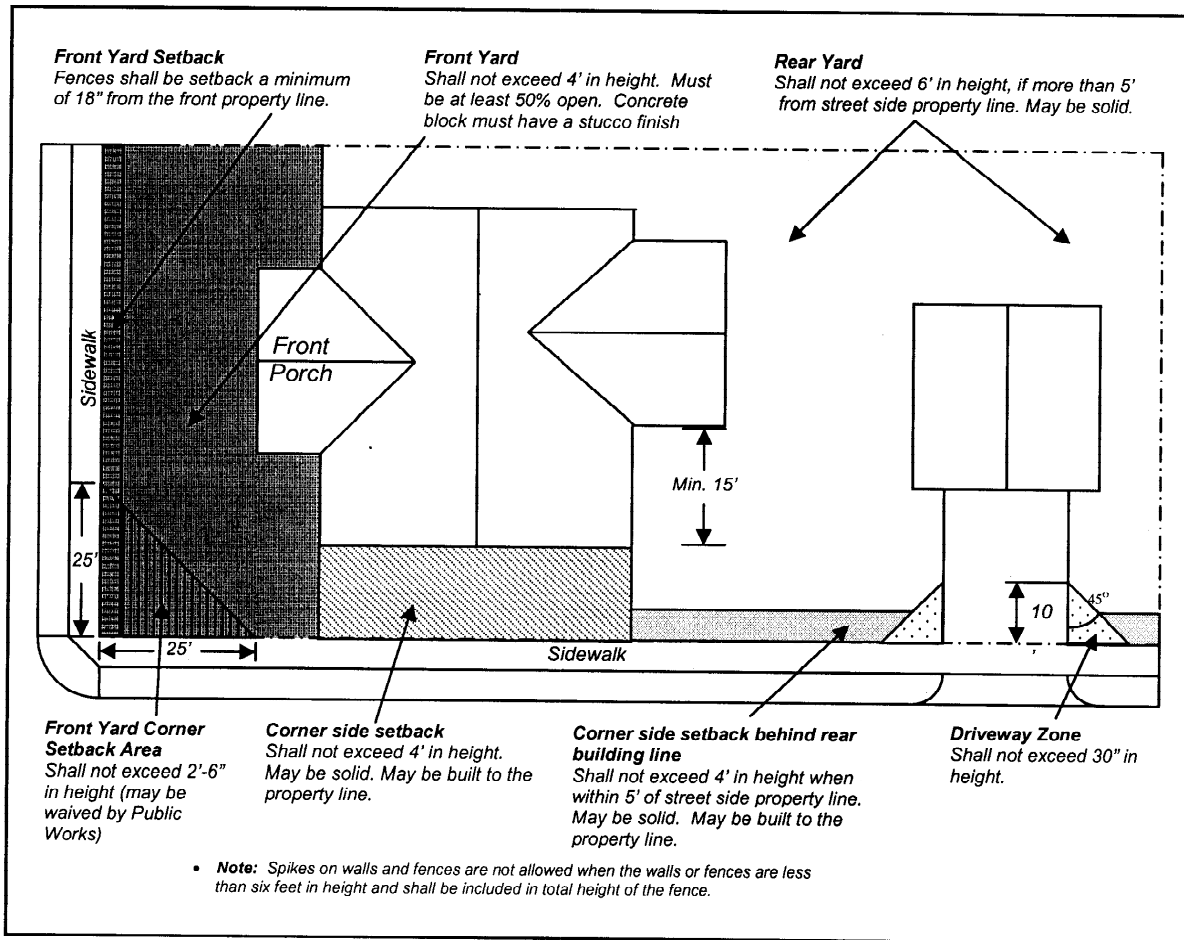 Front Yard Setback
Fences shall be setback a minimum
of 18" from the front property line.
Front Yard
Shall not exceed 4' in height. Must
be at least 50% open. Concrete
block must have a stucco finish
Rear Yard
Shall not exceed 6' in height, if more than 5'
from street side property line. May be solid.
Sidewalk
Front
Porch
Min. 15'
25'
10
45°
'
25'
Sidewalk
Front Yard Corner
Setback Area
Shall not exceed 2'-6"
in height (may be
waived by Public
Works)
Corner side setback
Shall not exceed 4' in height.
May be solid. May be built to the
property line.
Corner side setback behind rear
building line
Shall not exceed 4' in height when
within 5' of street side property line.
May be solid. May be built to the
property line.
Driveway Zone
Shall not exceed 30" in
height.
• Note: Spikes on walls and fences are not allowed when the walls or fences are less
than six feet in height and shall be included in total height of the fence.